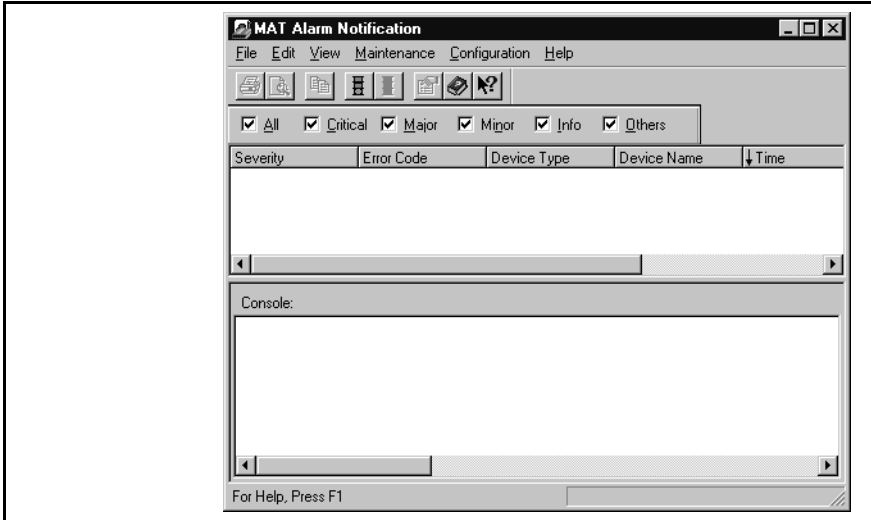 MAT Alarm Notification
File Edit View Maintenance Configuration Help
All Critical Major Minor Info Others
Severity Error Code Device Type Device Name Time
Console:
For Help, Press F1